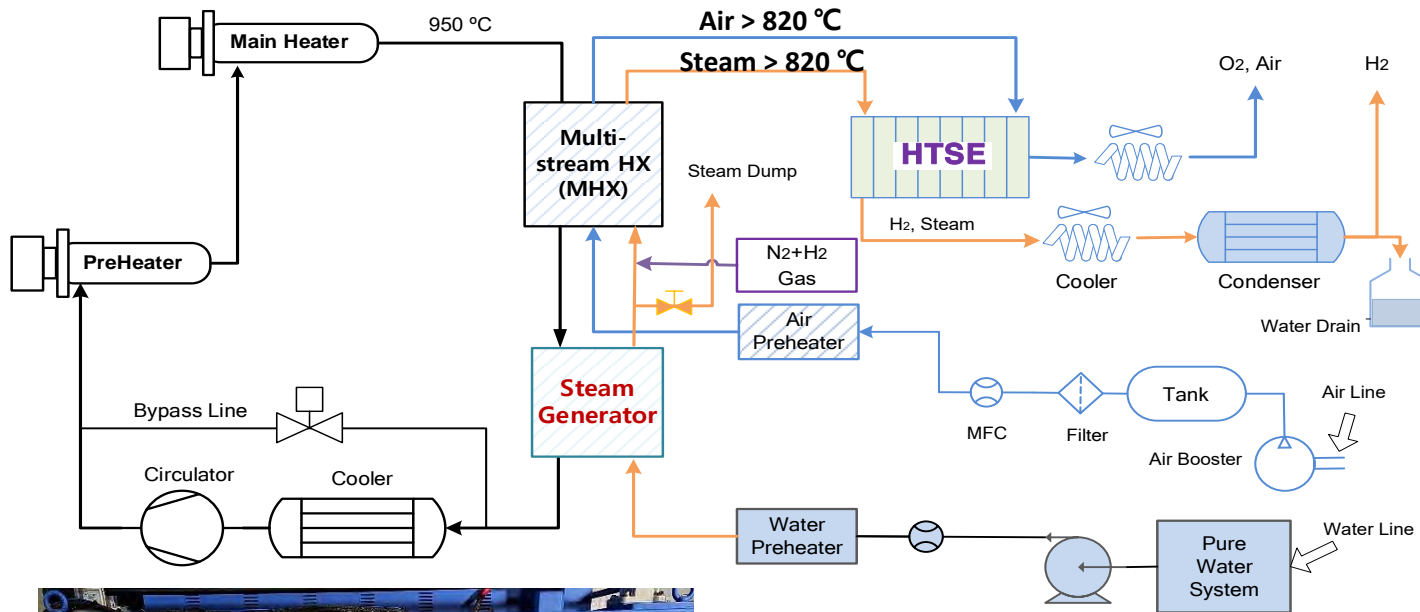 950 ºC
Air > 820 ℃
Steam > 820 ℃
Main Heater
O2, Air
H2
Multi-
stream HX
(MHX)
HTSE
Steam Dump
H2, Steam
PreHeater
N2+H2
Gas
Cooler
Condenser
Air
Preheater
Water Drain
Steam
Generator
Bypass Line
Tank
Air Line
MFC
Filter
Air Booster
Circulator
Cooler
Water
Preheater
Pure
Water
System
Water Line